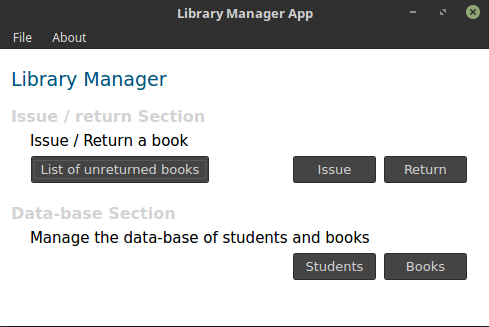 Library Manager App
File About
Library Manager
Issue / return Section
Issue / Return a book
List of unreturned books Issue Return
Data-base Section
Manage the data-base of students and books
Students Books